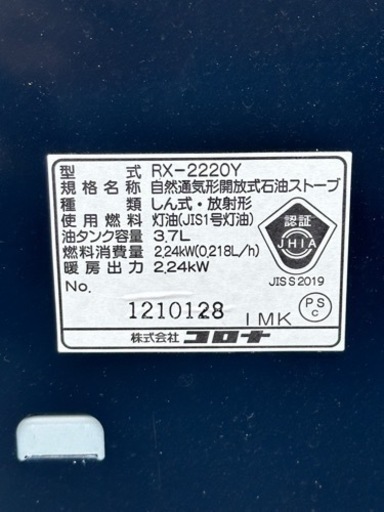 型式 RX-2220Y
規格名称 自然通気形開放式石油ストーブ
種類 しん式・放射形
使用燃料 灯油(JIS1号灯油)
油タンク容量 3.7L
燃料消費量 2.24kW(0.218L/h)
暖房出力 2.24kW
No.
1210128 IMK
認証
JHIA
JIS S 2019
PS
C
株式会社 コロナ